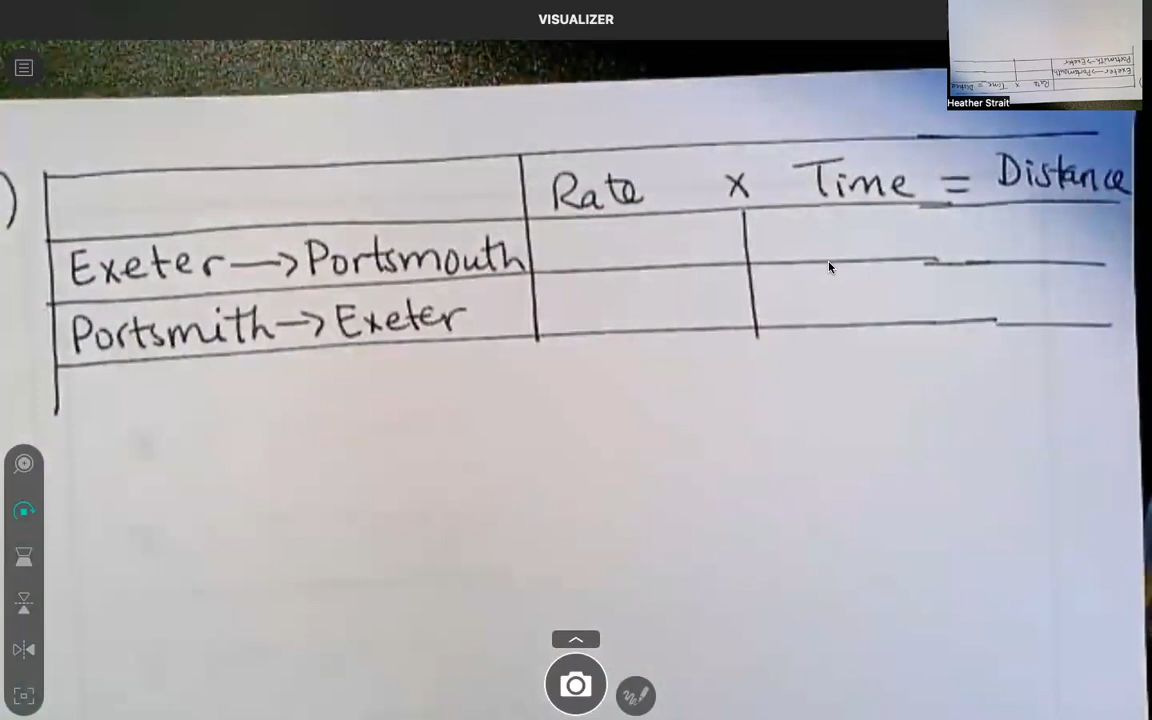 VISUALIZER
Heather Strait
) Rate x Time = Distance
Exeter → Portsmouth
Portsmith → Exeter